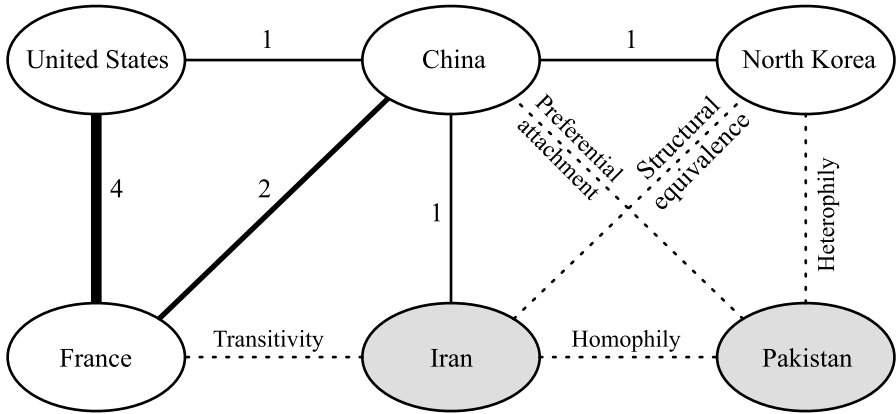 United States
1
China
1
North Korea
4
2
1
Preferential
attachment
Structural
equivalence
Heterophily
France
Transitivity
Iran
Homophily
Pakistan